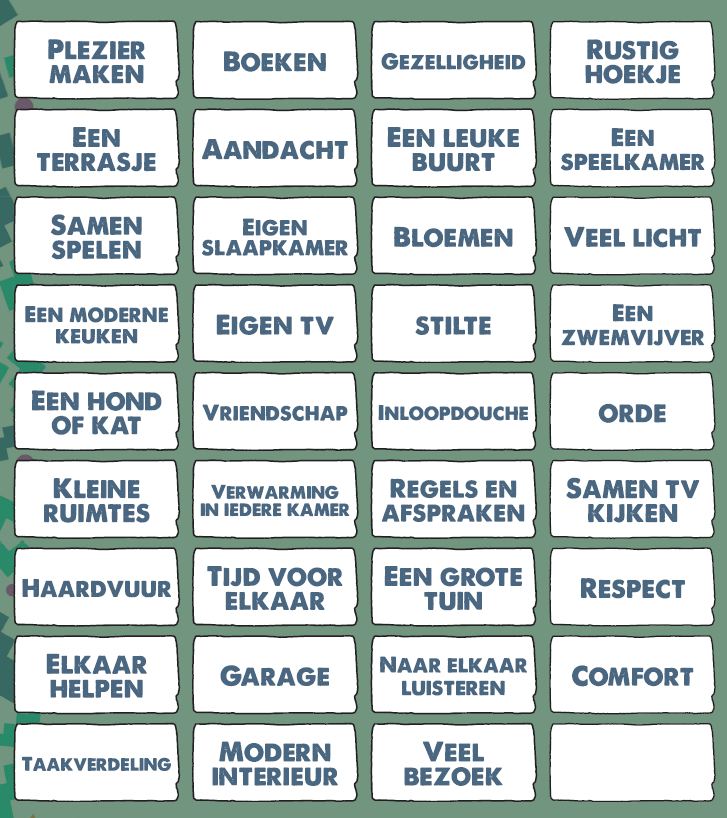 PLEZIER
MAKEN
BOEKEN
GEZELLIGHEID
RUSTIG
HOEKJE
EEN
TERRASJE
AANDACHT
EEN LEUKE
BUURT
EEN
SPEELKAMER
SAMEN
SPELEN
EIGEN
SLAAPKAMER
BLOEMEN
VEEL LICHT
EEN MODERNE
KEUKEN
EIGEN TV
STILTE
EEN
ZWEMVIJVER
EEN HOND
OF KAT
VRIENDSCHAP
INLOOPDOUCHE
ORDE
KLEINE
RUIMTES
VERWARMING
IN IEDERE KAMER
REGELS EN
AFSPRAKEN
SAMEN TV
KIJKEN
HAARDVUUR
TIJD VOOR
ELKAAR
EEN GROTE
TUIN
RESPECT
ELKAAR
HELPEN
GARAGE
NAAR ELKAAR
LUISTEREN
COMFORT
TAAKVERDELING
MODERN
INTERIEUR
VEEL
BEZOEK